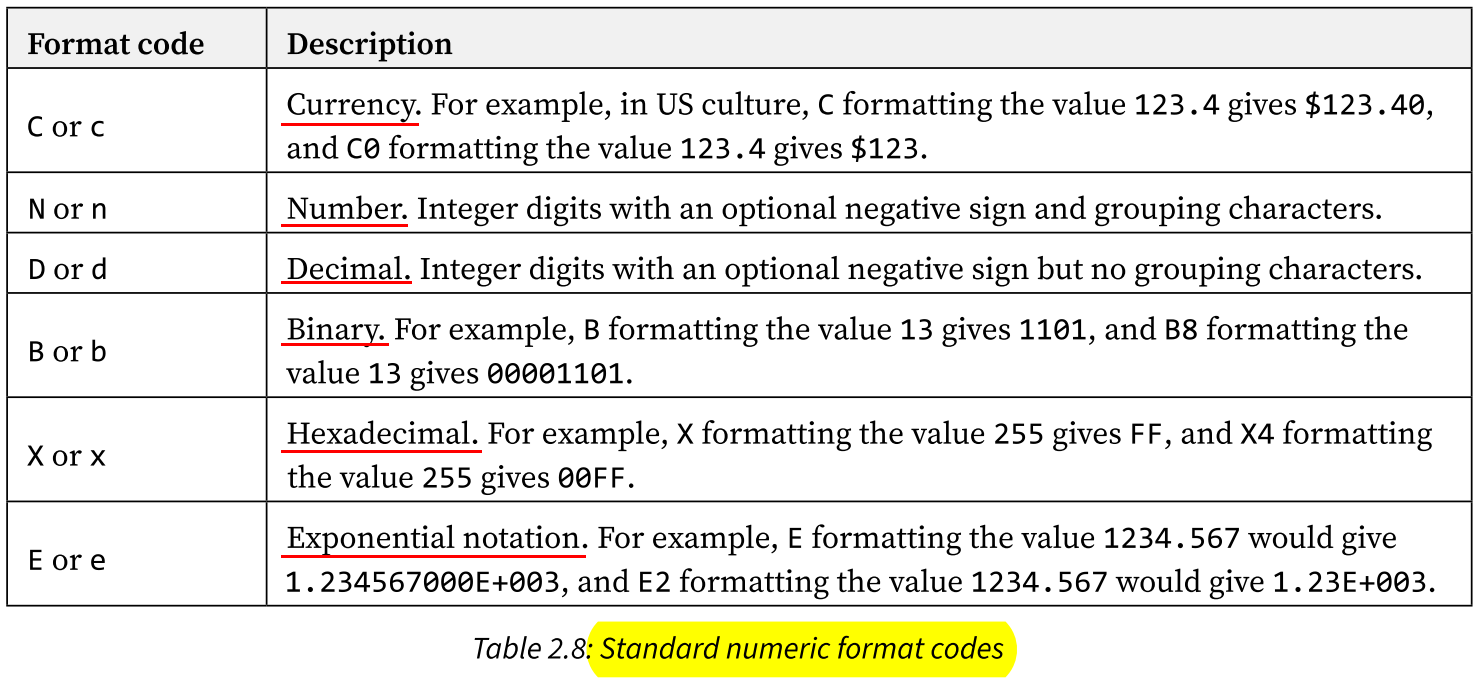 Format code Description
C or c
Currency. For example, in US culture, C formatting the value 123.4 gives $123.40,
and C0 formatting the value 123.4 gives $123.
N or n
Number. Integer digits with an optional negative sign and grouping characters.
D or d
Decimal. Integer digits with an optional negative sign but no grouping characters.
B or b
Binary. For example, B formatting the value 13 gives 1101, and B8 formatting the
value 13 gives 00001101.
X or x
Hexadecimal. For example, X formatting the value 255 gives FF, and X4 formatting
the value 255 gives 00FF.
E or e
Exponential notation. For example, E formatting the value 1234.567 would give
1.234567000E+003, and E2 formatting the value 1234.567 would give 1.23E+003.
Table 2.8: Standard numeric format codes